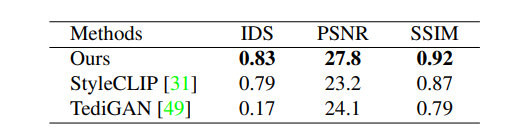 Methods IDS PSNR SSIM
Ours 0.83 27.8 0.92
StyleCLIP [31] 0.79 23.2 0.87
TediGAN [49] 0.17 24.1 0.79